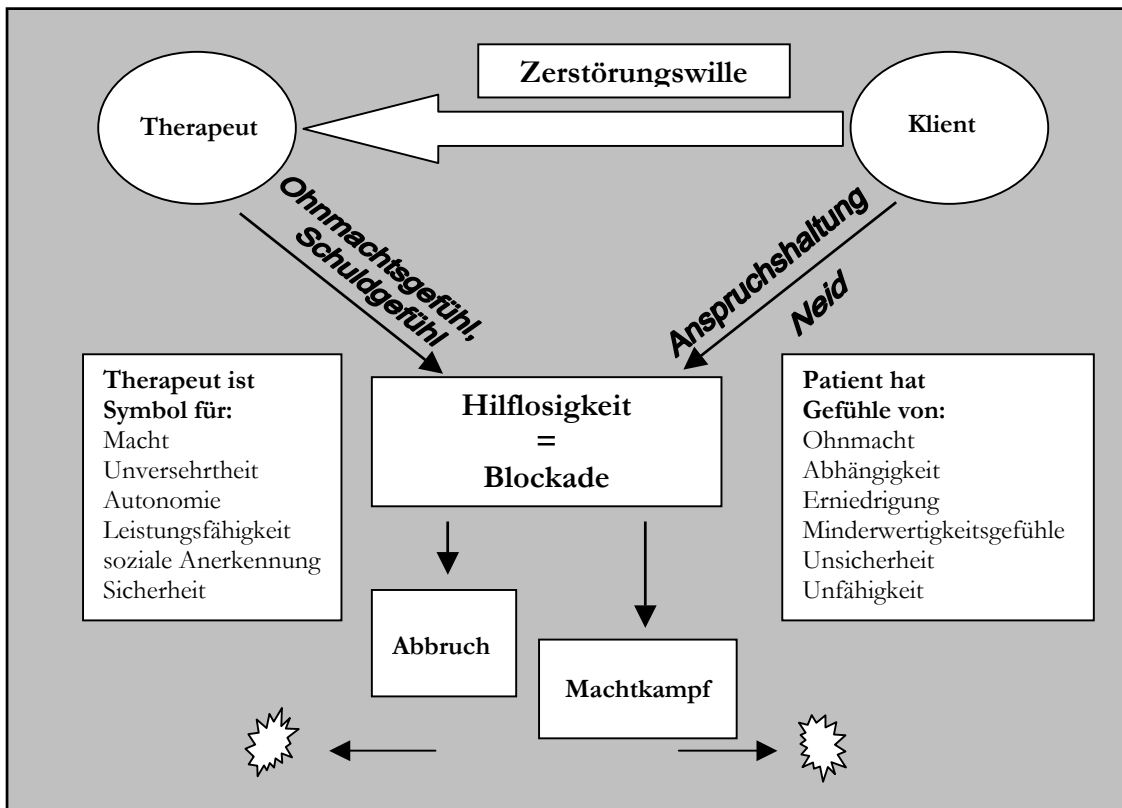 Zerstörungswille
Therapeut
Klient
Ohnmachtsgefühl,
Schuldgefühl
Anspruchshaltung
Neid
Therapeut ist
Symbol für:
Macht
Unversehrtheit
Autonomie
Leistungsfähigkeit
soziale Anerkennung
Sicherheit
Hilflosigkeit
=
Blockade
Patient hat
Gefühle von:
Ohnmacht
Abhängigkeit
Erniedrigung
Minderwertigkeitsgefühle
Unsicherheit
Unfähigkeit
Abbruch
Machtkampf